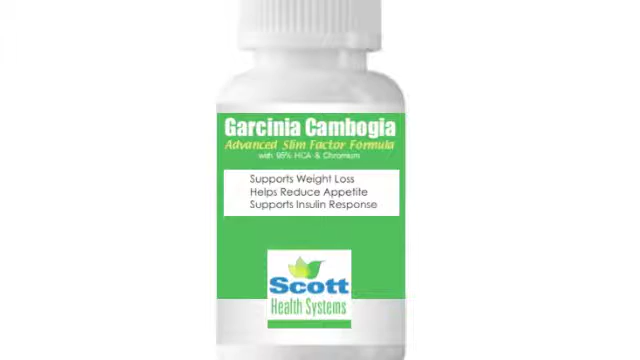 Garcinia Cambogia
Advanced Slim Factor Formula
with 95% HCA & Chromium
Supports Weight Loss
Helps Reduce Appetite
Supports Insulin Response
Scott
Health Systems